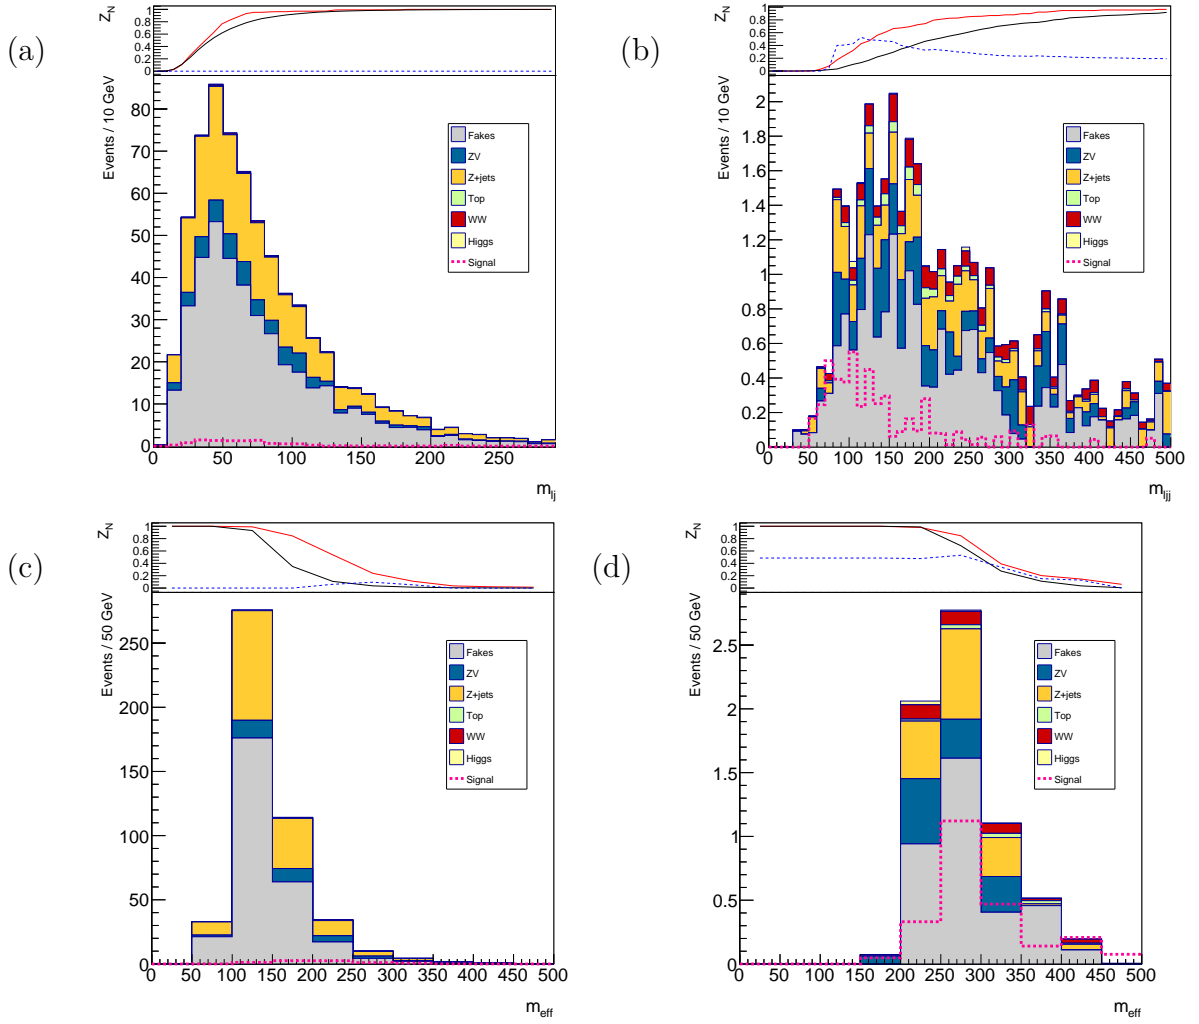 (a)
Z_N
1
0.8
0.6
0.4
0.2
0
Events / 10 GeV
80
70
60
50
40
30
20
10
0
Fakes
ZV
Z+jets
Top
WW
Higgs
Signal
0 50 100 150 200 250
m_lj
(b)
Z_N
1
0.8
0.6
0.4
0.2
0
Events / 10 GeV
2
1.8
1.6
1.4
1.2
1
0.8
0.6
0.4
0.2
0
Fakes
ZV
Z+jets
Top
WW
Higgs
Signal
0 50 100 150 200 250 300 350 400 450 500
m_ljj
(c)
Z_N
1
0.8
0.6
0.4
0.2
0
Events / 50 GeV
250
200
150
100
50
0
Fakes
ZV
Z+jets
Top
WW
Higgs
Signal
0 50 100 150 200 250 300 350 400 450 500
m_eff
(d)
Z_N
1
0.8
0.6
0.4
0.2
0
Events / 50 GeV
2.5
2
1.5
1
0.5
0
Fakes
ZV
Z+jets
Top
WW
Higgs
Signal
0 50 100 150 200 250 300 350 400 450 500
m_eff